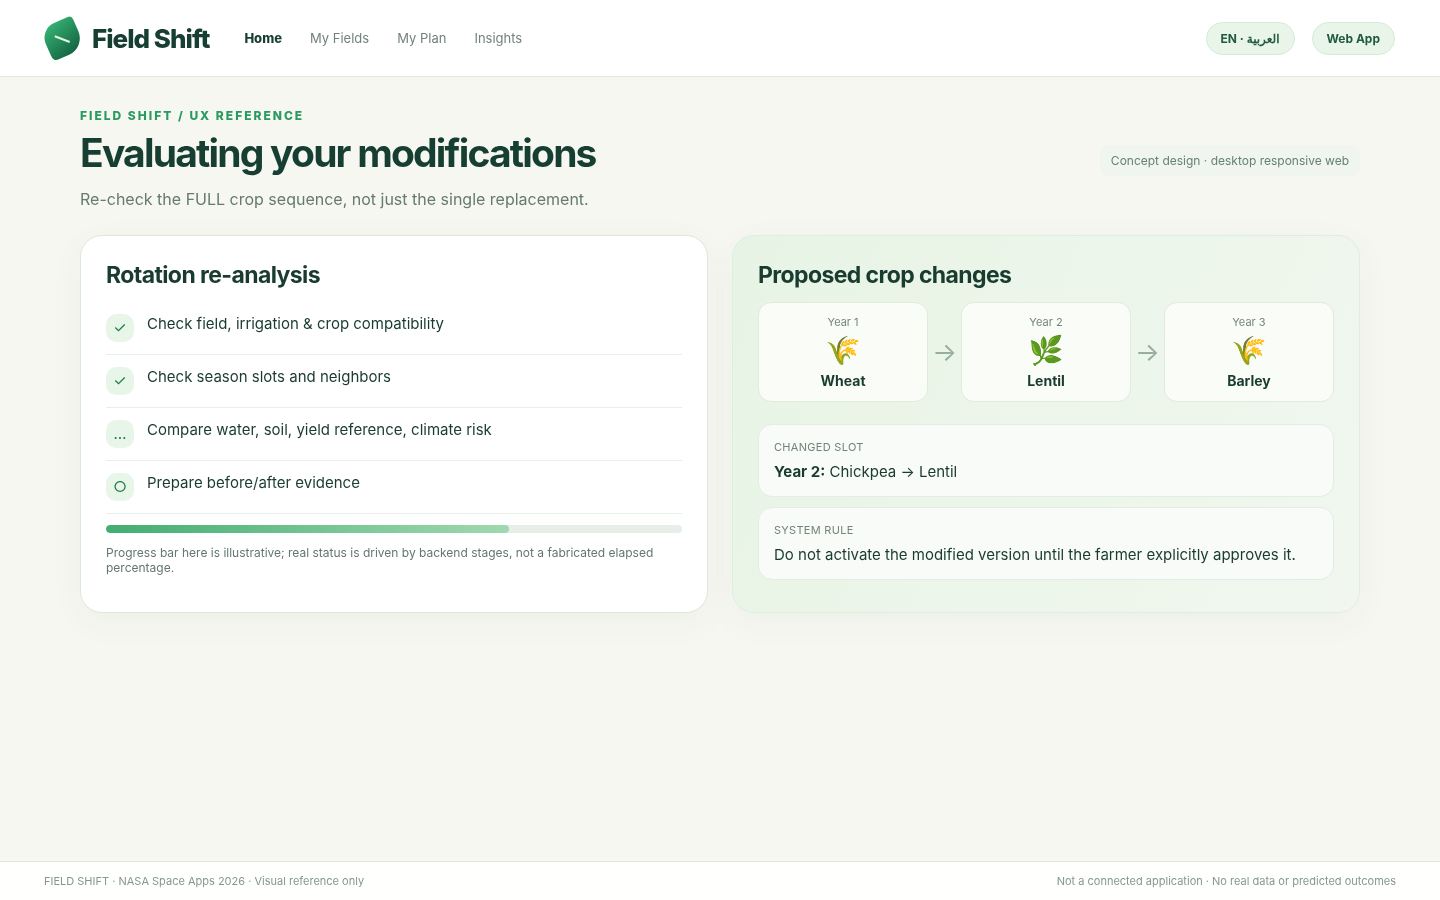 Field Shift
Home
My Fields
My Plan
Insights
EN · العربية
Web App
FIELD SHIFT / UX REFERENCE
Evaluating your modifications
Re-check the FULL crop sequence, not just the single replacement.
Concept design · desktop responsive web
Rotation re-analysis
✓ Check field, irrigation & crop compatibility
✓ Check season slots and neighbors
... Compare water, soil, yield reference, climate risk
○ Prepare before/after evidence
Progress bar here is illustrative; real status is driven by backend stages, not a fabricated elapsed
percentage.
Proposed crop changes
Year 1
Wheat
→
Year 2
Lentil
→
Year 3
Barley
CHANGED SLOT
Year 2: Chickpea → Lentil
SYSTEM RULE
Do not activate the modified version until the farmer explicitly approves it.
FIELD SHIFT · NASA Space Apps 2026 · Visual reference only
Not a connected application · No real data or predicted outcomes